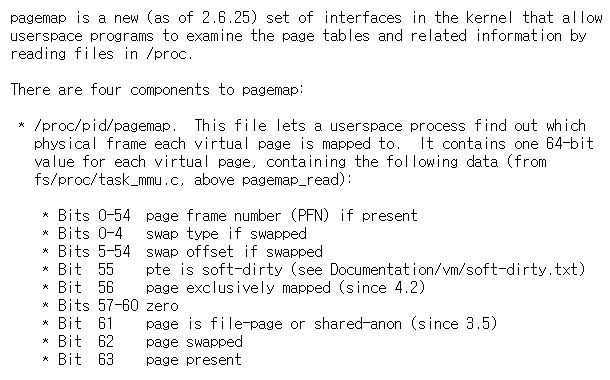 pagemap is a new (as of 2.6.25) set of interfaces in the kernel that allow
userspace programs to examine the page tables and related information by
reading files in /proc.
There are four components to pagemap:
* /proc/pid/pagemap. This file lets a userspace process find out which
physical frame each virtual page is mapped to. It contains one 64-bit
value for each virtual page, containing the following data (from
fs/proc/task_mmu.c, above pagemap_read):
* Bits 0-54 page frame number (PFN) if present
* Bits 0-4 swap type if swapped
* Bits 5-54 swap offset if swapped
* Bit 55 pte is soft-dirty (see Documentation/vm/soft-dirty.txt)
* Bit 56 page exclusively mapped (since 4.2)
* Bits 57-60 zero
* Bit 61 page is file-page or shared-anon (since 3.5)
* Bit 62 page swapped
* Bit 63 page present